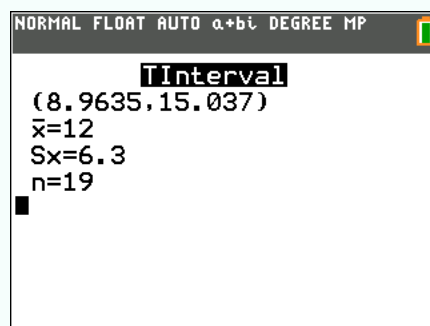 NORMAL FLOAT AUTO a+bi DEGREE MP
TInterval
(8.9635,15.037)
x̄=12
Sx=6.3
n=19